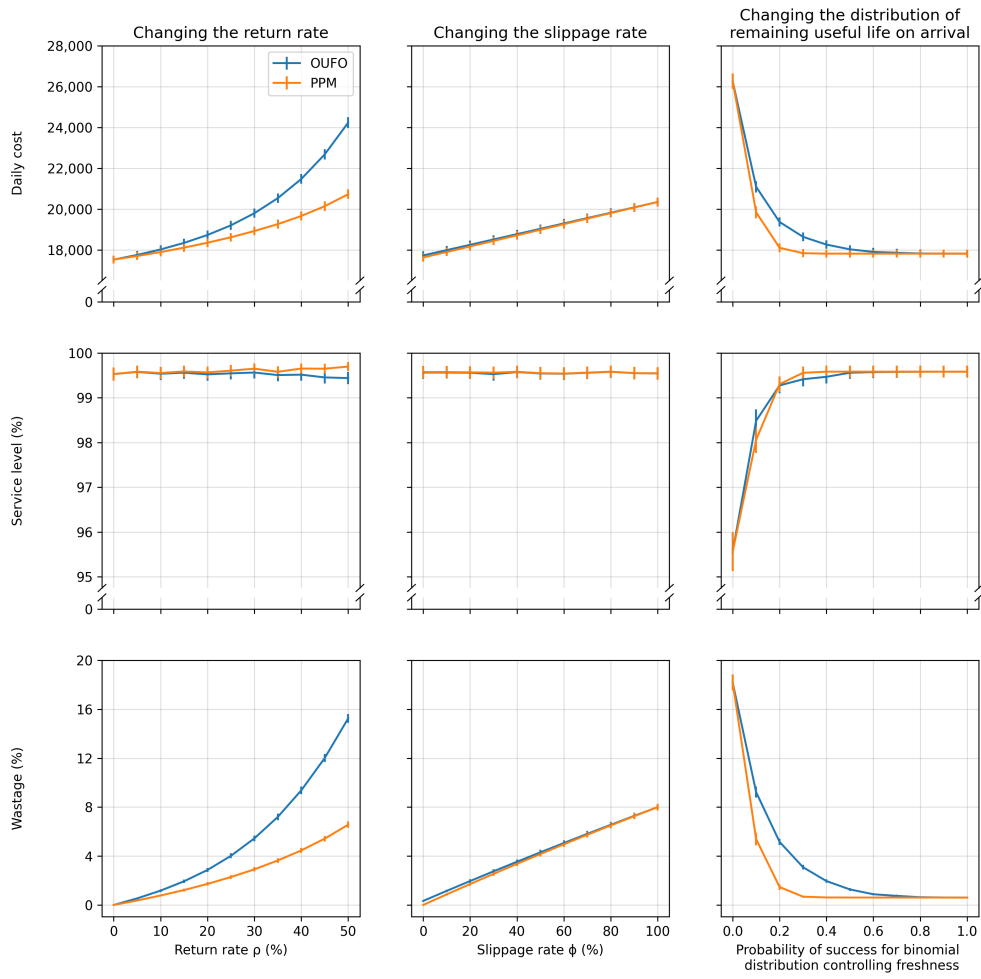 Changing the return rate
Changing the slippage rate
Changing the distribution of
remaining useful life on arrival
Daily cost
28,000
26,000
24,000
22,000
20,000
18,000
0
OUFO
PPM
Service level (%)
100
99
98
97
96
95
0
Wastage (%)
20
16
12
8
4
0
0 10 20 30 40 50
Return rate ρ (%)
0 20 40 60 80 100
Slippage rate ϕ (%)
0.0 0.2 0.4 0.6 0.8 1.0
Probability of success for binomial
distribution controlling freshness